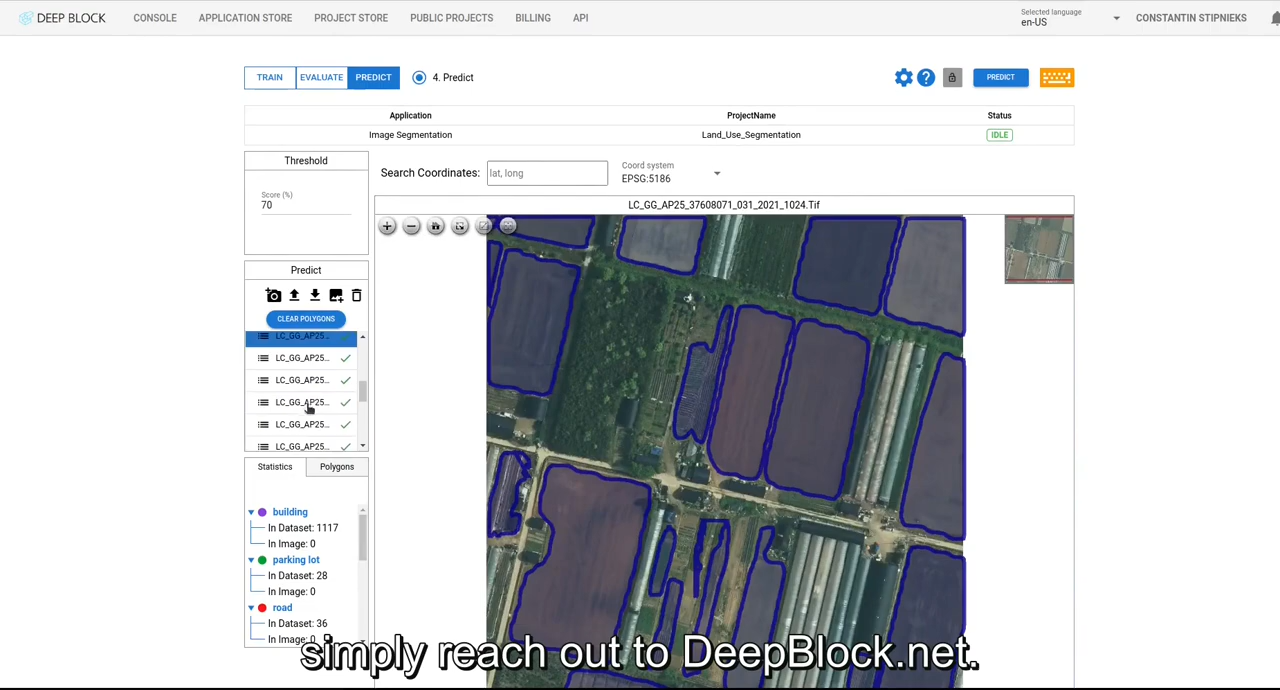 DEEP BLOCK
CONSOLE
APPLICATION STORE
PROJECT STORE
PUBLIC PROJECTS
BILLING
API
Selected language
en-US
CONSTANTIN STIPNIEKS
TRAIN
EVALUATE
PREDICT
4. Predict
PREDICT
Application
ProjectName
Status
Image Segmentation
Land_Use_Segmentation
IDLE
Threshold
Score (%)
70
Search Coordinates:
lat, long
Coord system
EPSG:5186
LC_GG_AP25_37608071_031_2021_1024.Tif
Predict
CLEAR POLYGONS
LC_GG_AP25...
LC_GG_AP25...
LC_GG_AP25...
LC_GG_AP25...
LC_GG_AP25...
LC_GG_AP25...
Statistics
Polygons
building
In Dataset: 1117
In Image: 0
parking lot
In Dataset: 28
In Image: 0
road
In Dataset: 36
In Image: 0
simply reach out to DeepBlock.net.